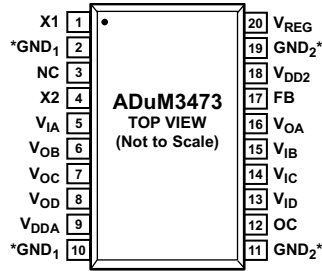 X1 1 20 VREG
*GND1 2 19 GND2*
NC 3 18 VDD2
X2 4 ADuM3473 17 FB
VIA 5 TOP VIEW 16 VOA
VOB 6 (Not to Scale) 15 VIB
VOC 7 14 VIC
VOD 8 13 VID
VDDA 9 12 OC
*GND1 10 11 GND2*